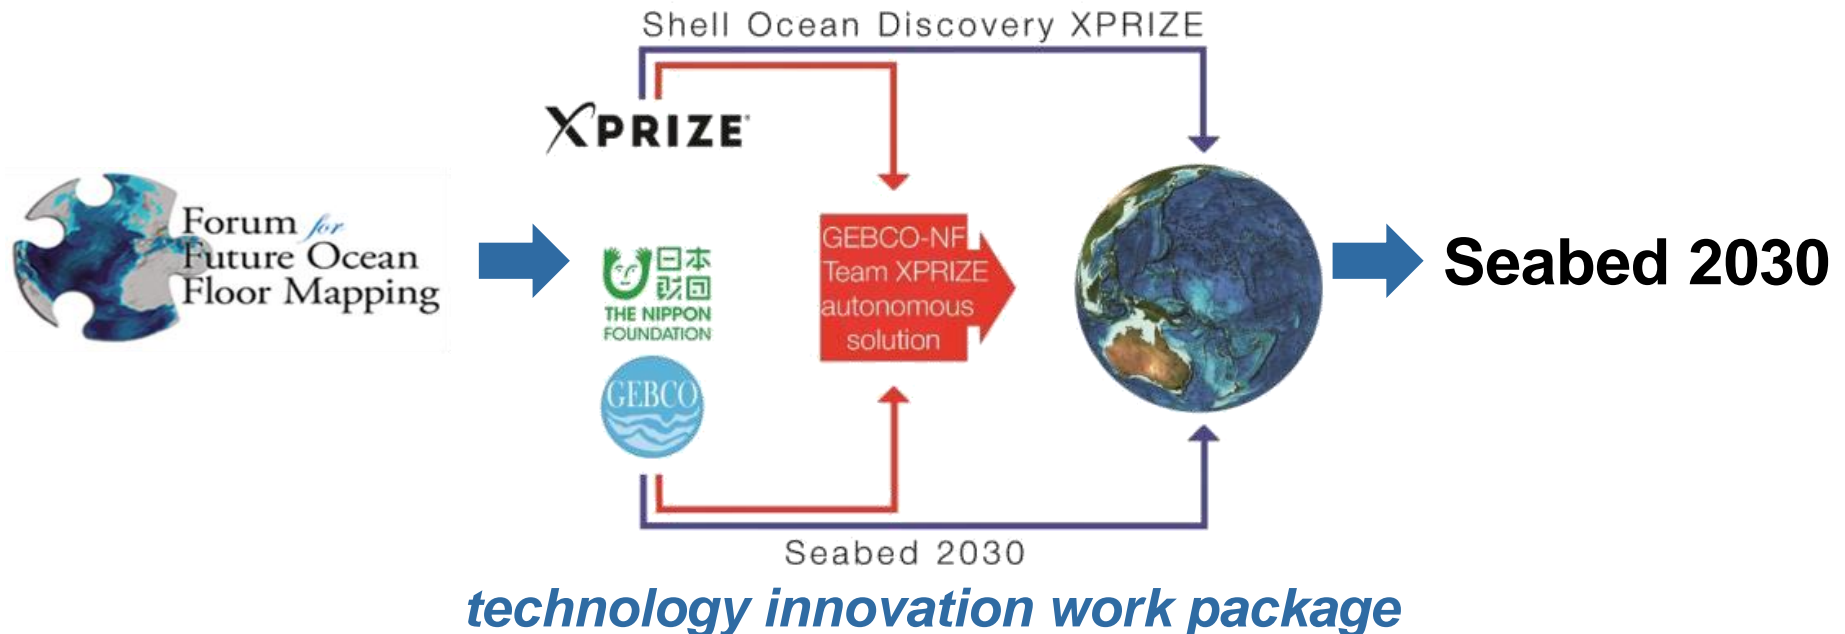 Shell Ocean Discovery XPRIZE
XPRIZE
Forum for
Future Ocean
Floor Mapping
日本
財団
THE NIPPON
FOUNDATION
GEBCO
GEBCO-NF
Team XPRIZE
autonomous
solution
Seabed 2030
Seabed 2030
technology innovation work package